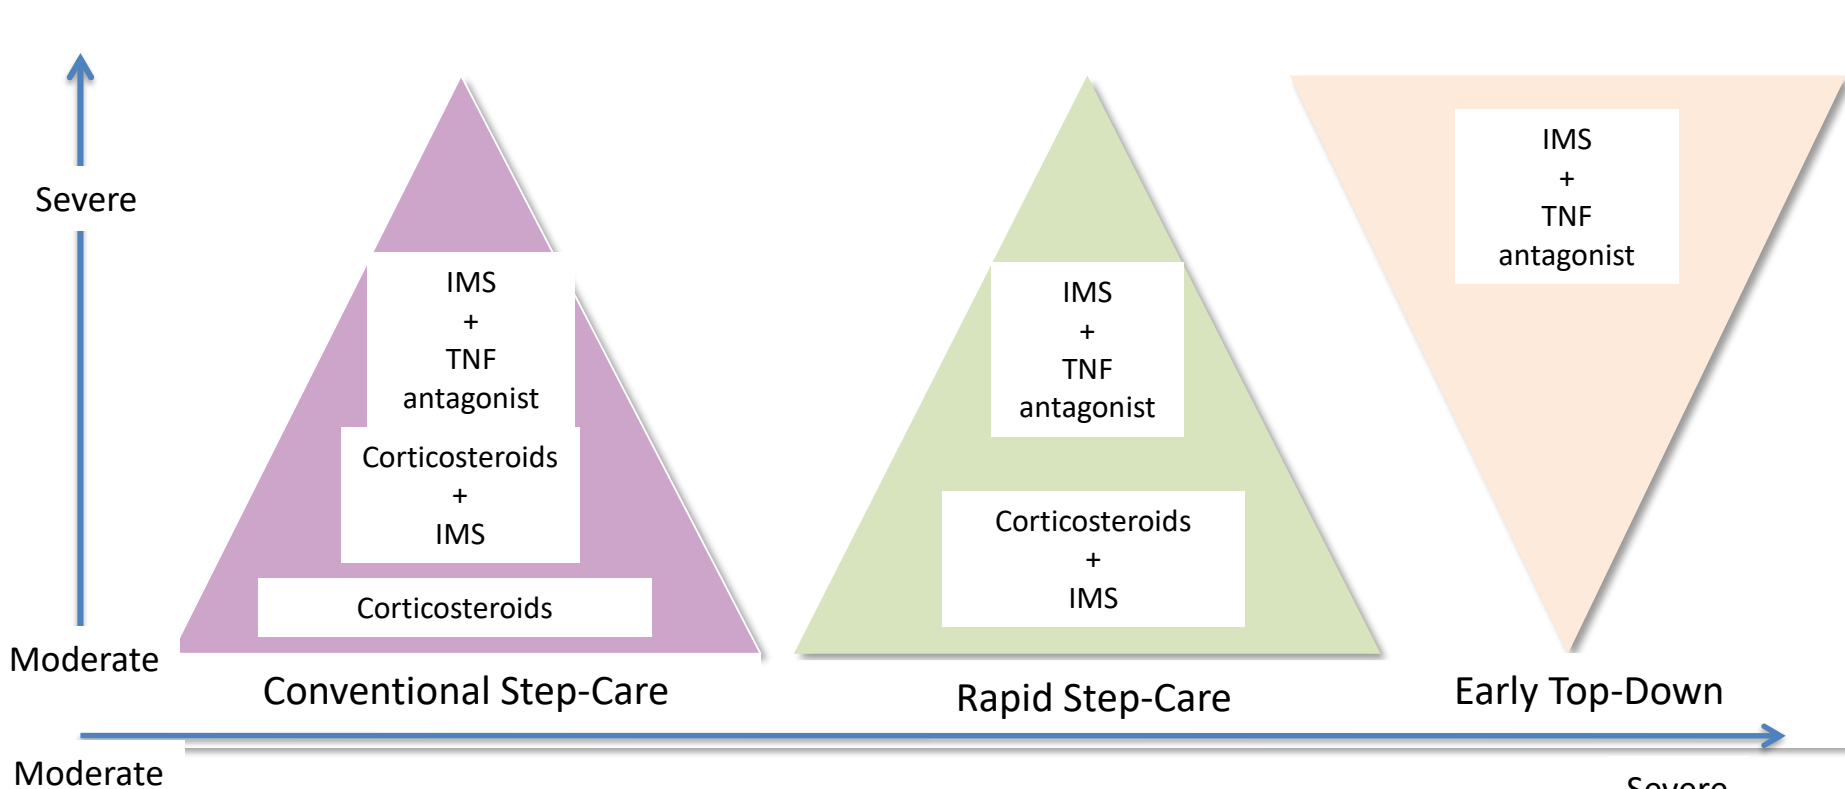 Severe
Moderate
IMS
+
TNF
antagonist
Corticosteroids
+
IMS
Corticosteroids
Conventional Step-Care
IMS
+
TNF
antagonist
Corticosteroids
+
IMS
Rapid Step-Care
IMS
+
TNF
antagonist
Early Top-Down
Moderate
Severe